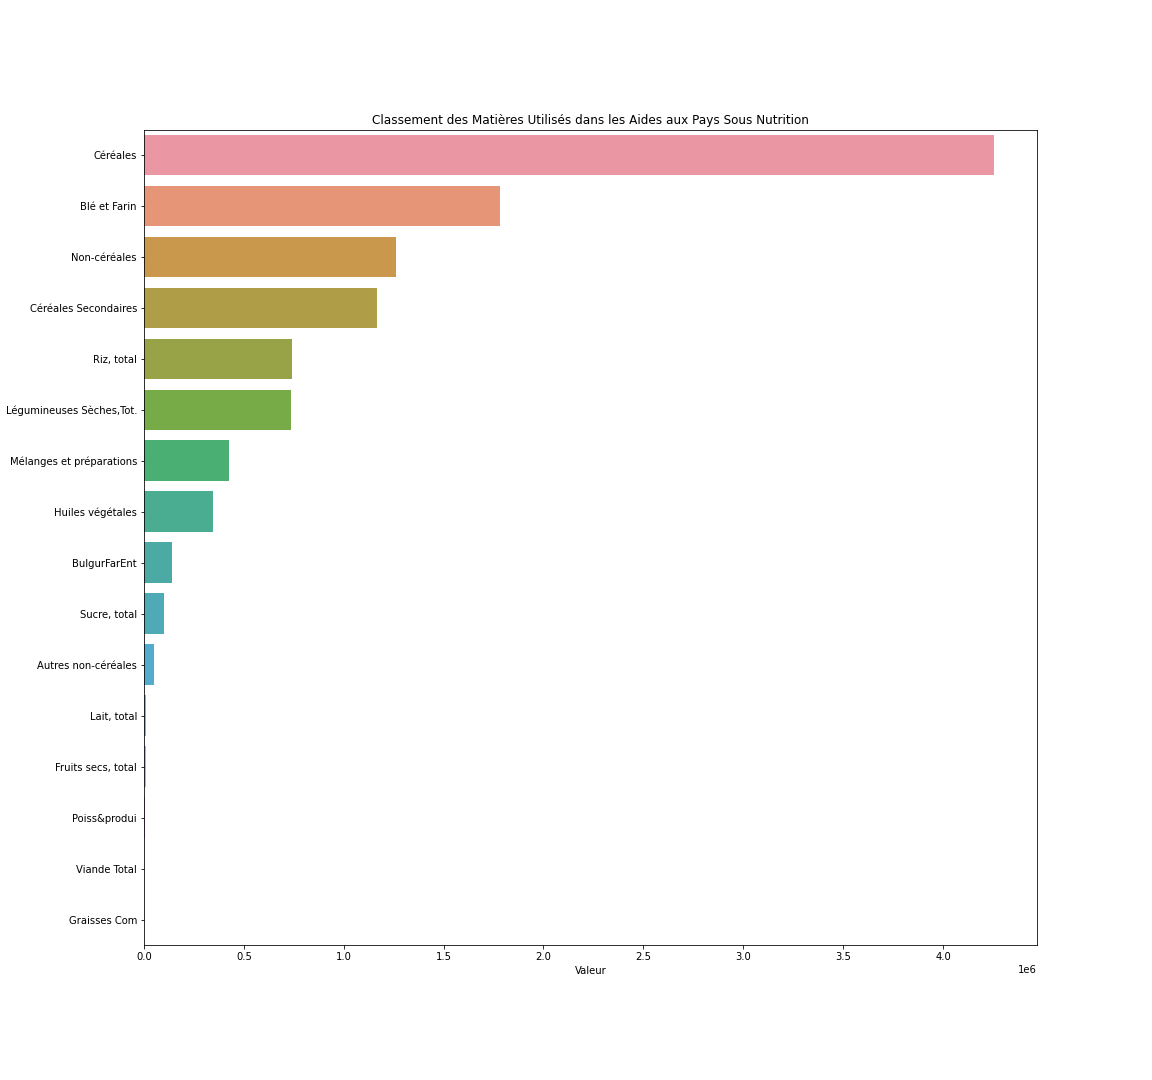 Classement des Matières Utilisés dans les Aides aux Pays Sous Nutrition
Céréales
Blé et Farin
Non-céréales
Céréales Secondaires
Riz, total
Légumineuses Sèches,Tot.
Mélanges et préparations
Huiles végétales
BulgurFarEnt
Sucre, total
Autres non-céréales
Lait, total
Fruits secs, total
Poiss&produi
Viande Total
Graisses Com
0.0 0.5 1.0 1.5 2.0 2.5 3.0 3.5 4.0
1e6
Valeur